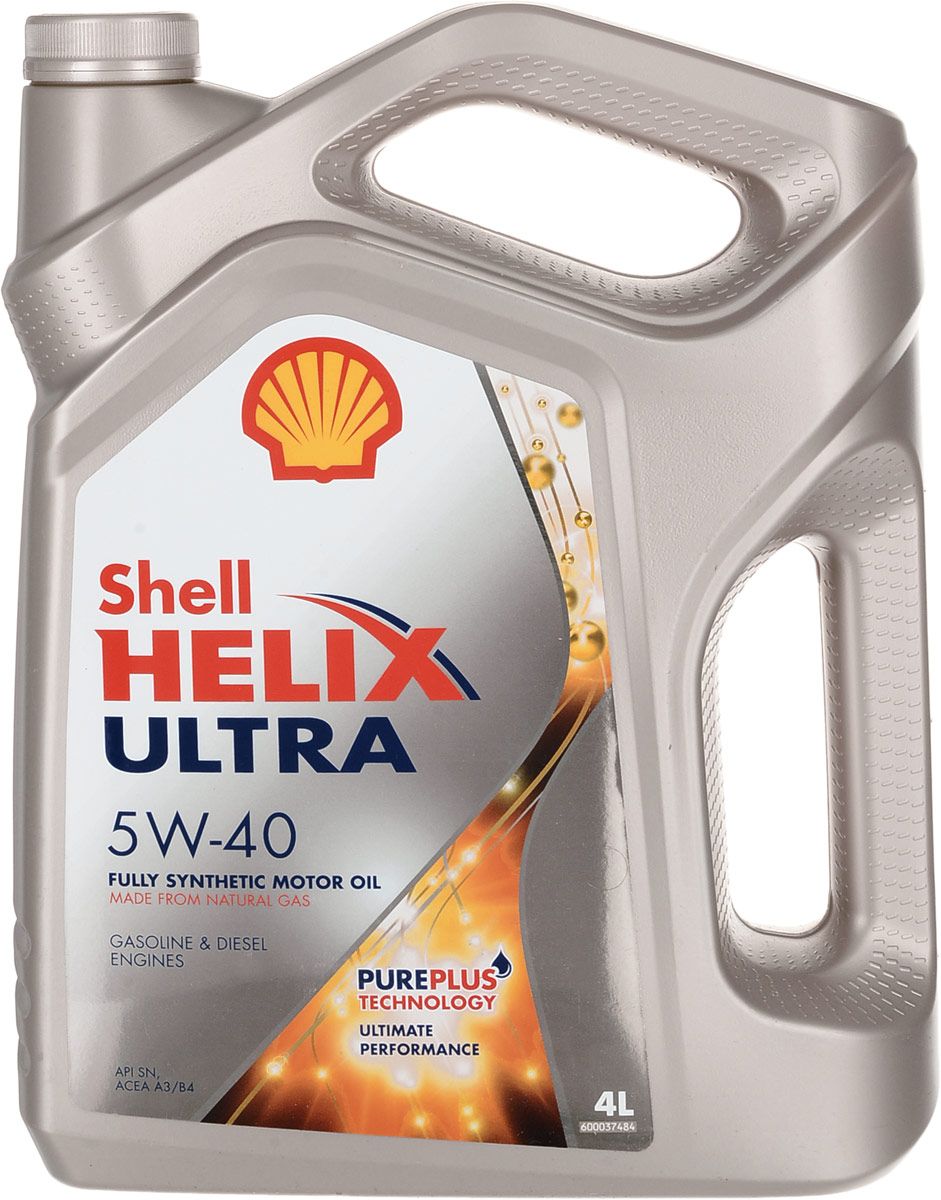 Shell
HELIX
ULTRA
5W-40
FULLY SYNTHETIC MOTOR OIL
MADE FROM NATURAL GAS
GASOLINE & DIESEL
ENGINES
PUREPLUS
TECHNOLOGY
ULTIMATE
PERFORMANCE
API SN,
ACEA A3/B4
4L
600037484